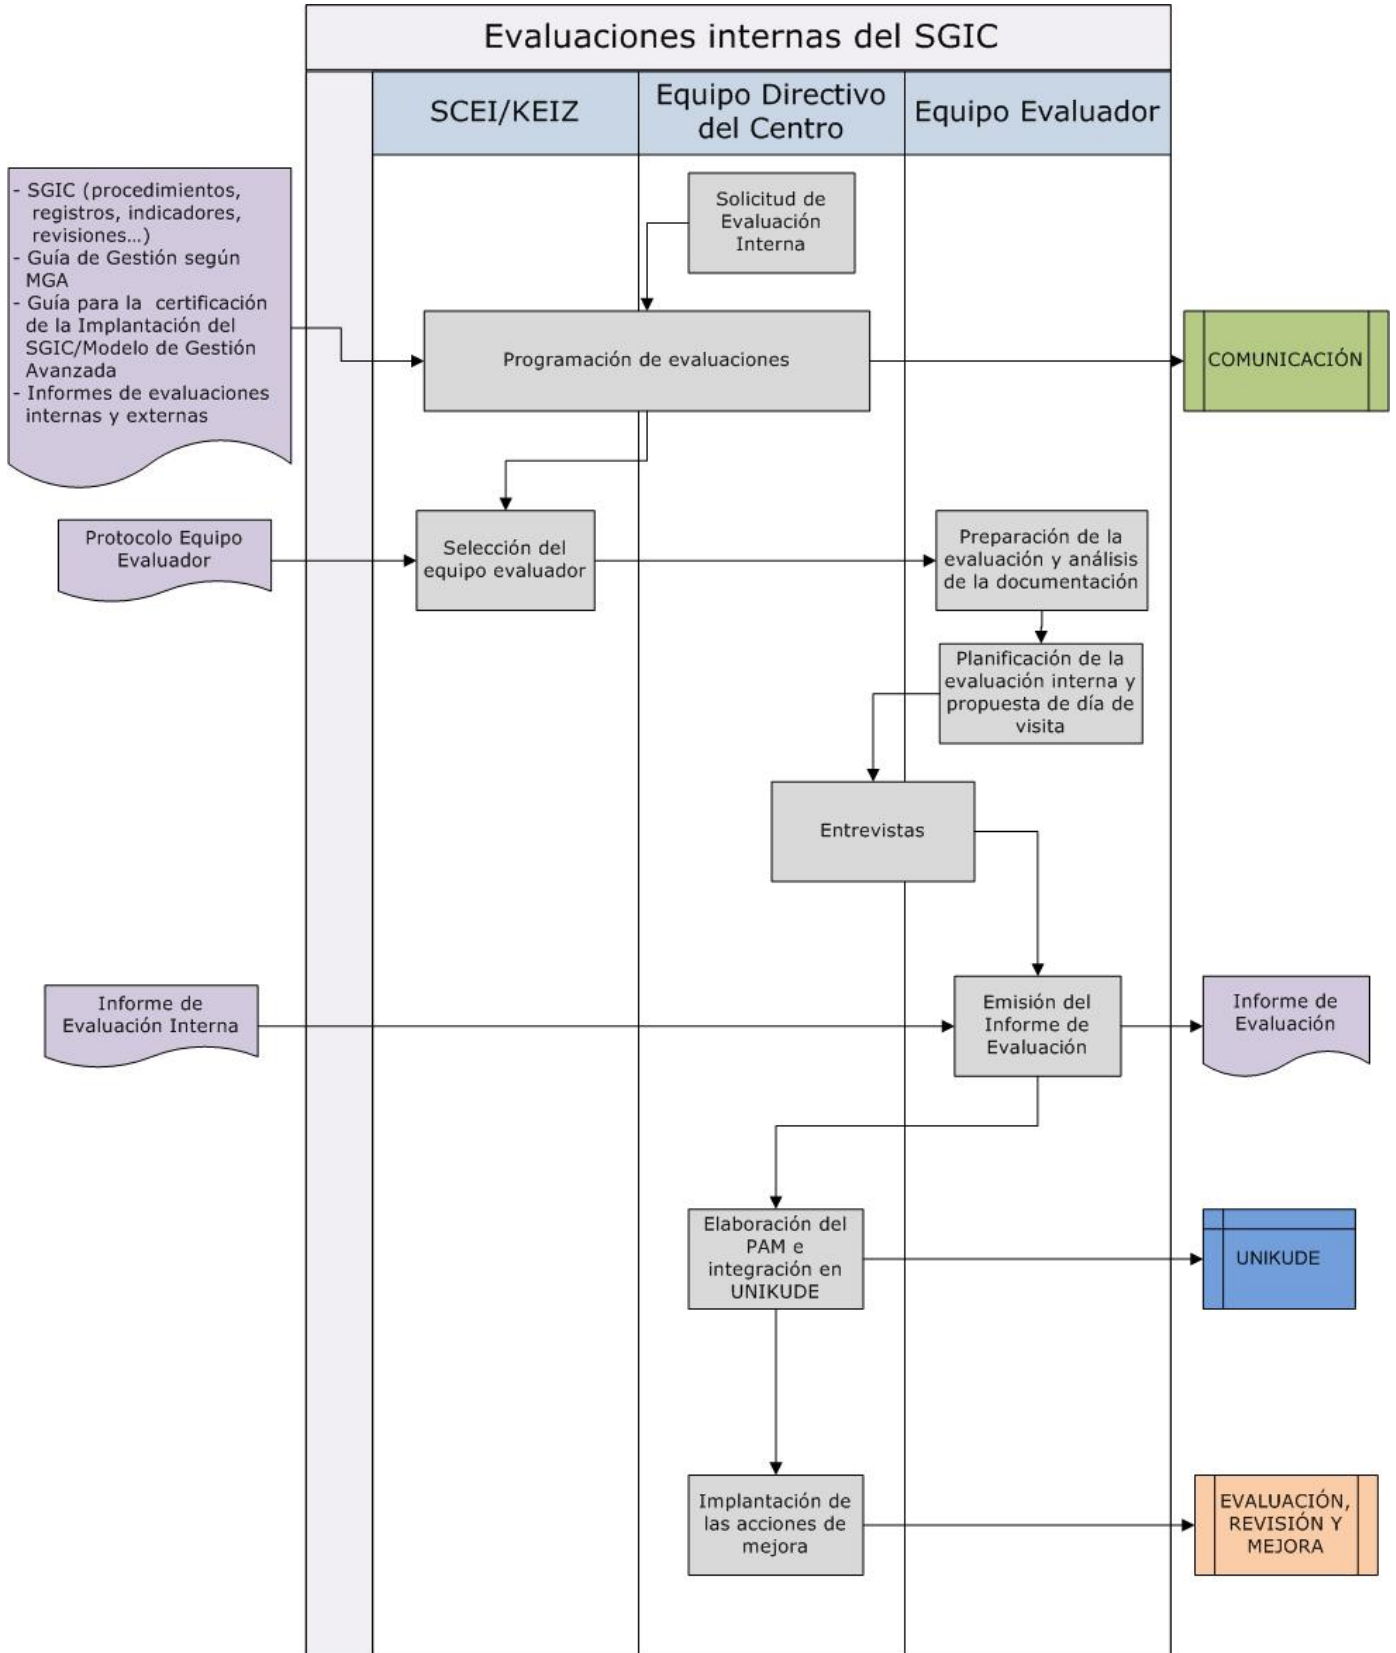 Evaluaciones internas del SGIC
SCEI/KEIZ
Equipo Directivo
del Centro
Equipo Evaluador
- SGIC (procedimientos,
registros, indicadores,
revisiones...)
- Guía de Gestión según
MGA
- Guía para la certificación
de la Implantación del
SGIC/Modelo de Gestión
Avanzada
- Informes de evaluaciones
internas y externas
Solicitud de
Evaluación
Interna
Programación de evaluaciones
COMUNICACIÓN
Protocolo Equipo
Evaluador
Selección del
equipo evaluador
Preparación de la
evaluación y análisis
de la documentación
Planificación de la
evaluación interna y
propuesta de día de
visita
Entrevistas
Informe de
Evaluación Interna
Emisión del
Informe de
Evaluación
Informe de
Evaluación
Elaboración del
PAM e
integración en
UNIKUDE
UNIKUDE
Implantación de
las acciones de
mejora
EVALUACIÓN,
REVISIÓN Y
MEJORA